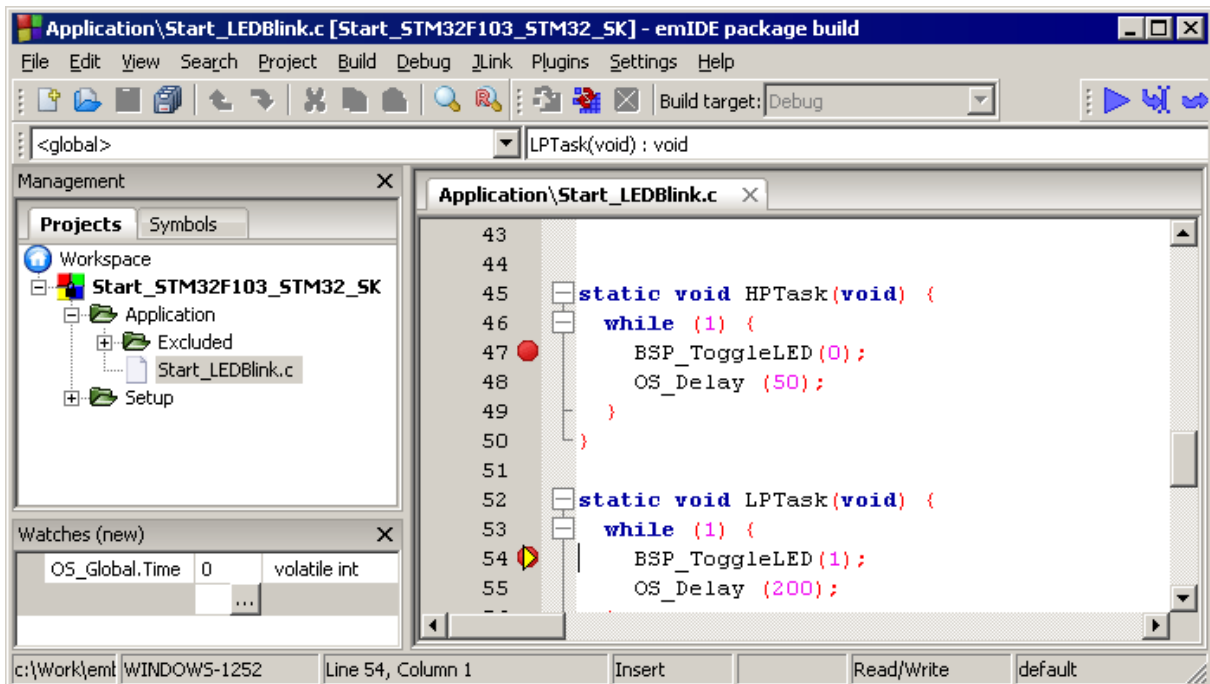 Application\Start_LEDBlink.c [Start_STM32F103_STM32_SK] - emIDE package build
File Edit View Search Project Build Debug JLink Plugins Settings Help
Build target: Debug
<global> LPTask(void) : void
Management
Projects Symbols
Workspace
Start_STM32F103_STM32_SK
Application
Excluded
Start_LEDBlink.c
Setup
Watches (new)
OS_Global.Time 0 volatile int
...
Application\Start_LEDBlink.c
43
44
45 static void HPTask(void) {
46 while (1) {
47 BSP_ToggleLED(0);
48 OS_Delay (50);
49 }
50 }
51
52 static void LPTask(void) {
53 while (1) {
54 BSP_ToggleLED(1);
55 OS_Delay (200);
c:\Work\emb WINDOWS-1252 Line 54, Column 1 Insert Read/Write default